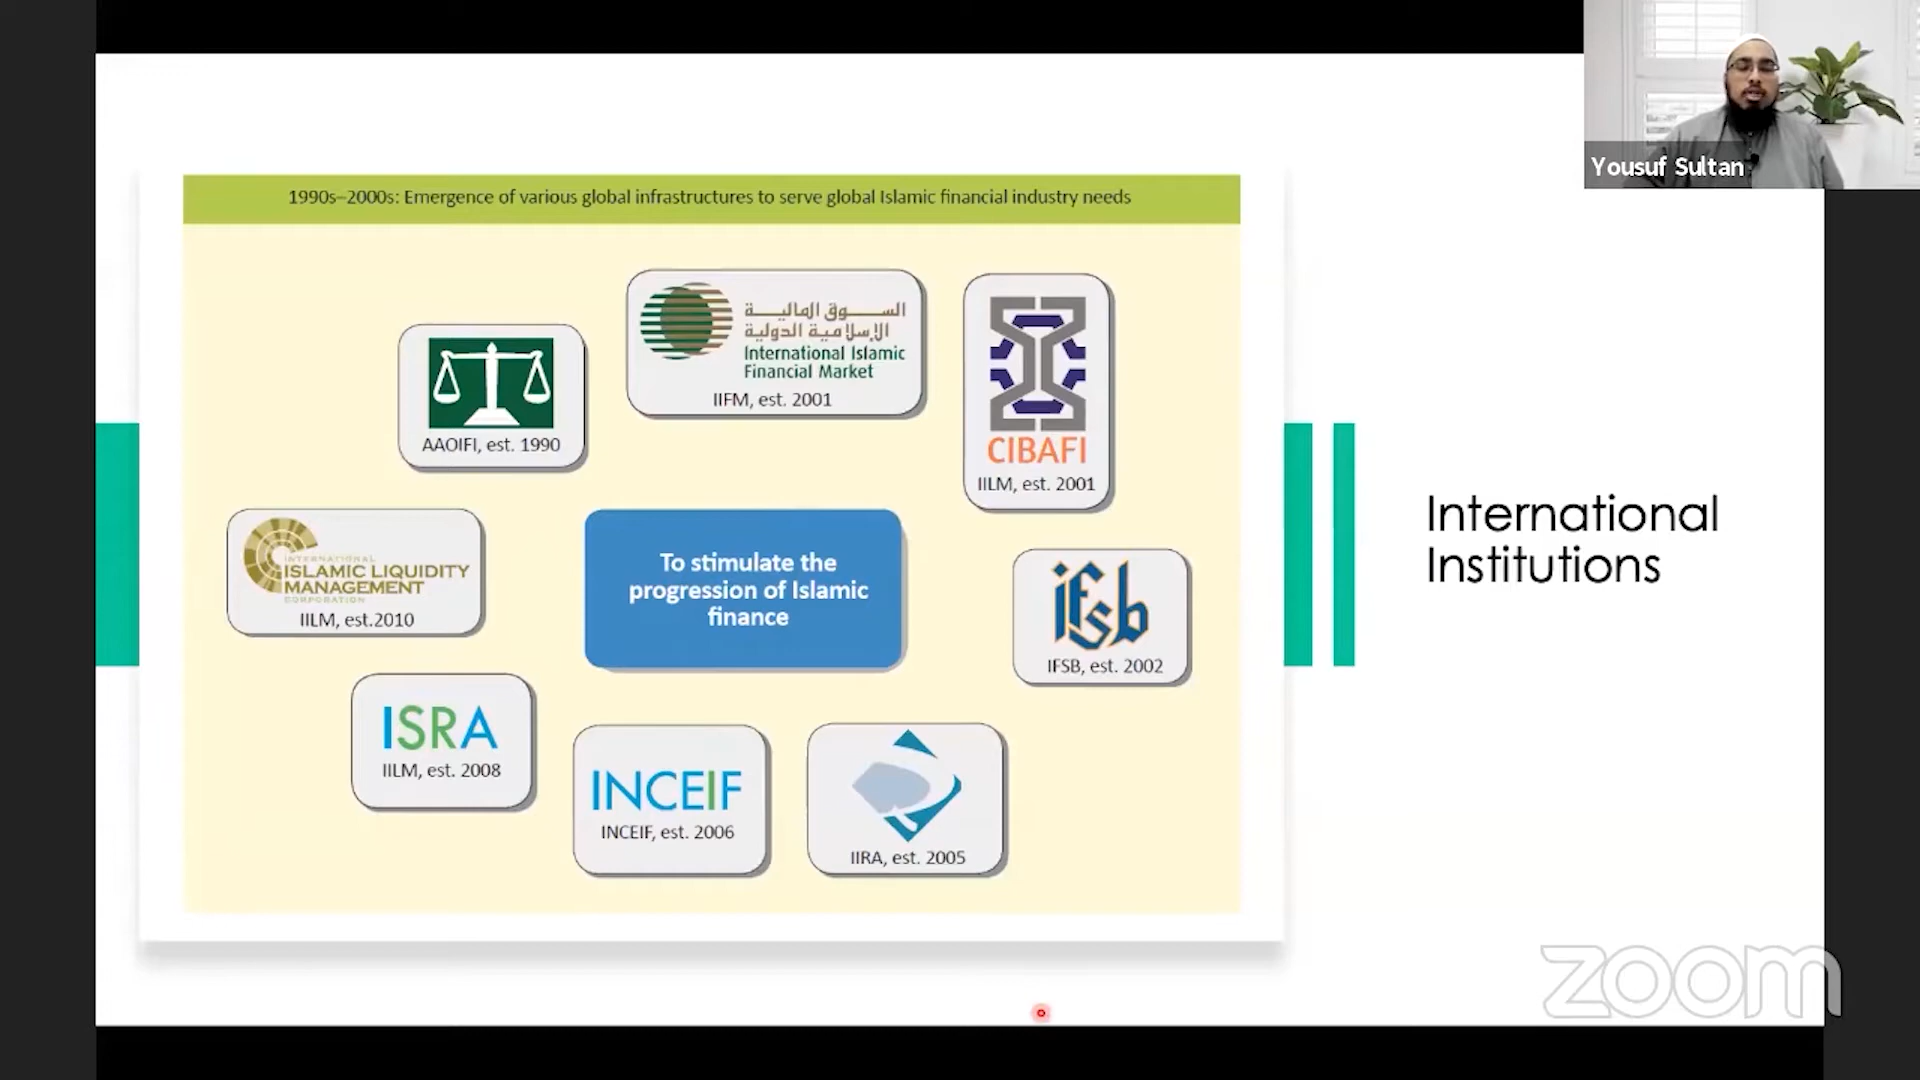 Yousuf Sultan
1990s–2000s: Emergence of various global infrastructures to serve global Islamic financial industry needs
السوق المالية
الإسلامية الدولية
International Islamic
Financial Market
IIFM, est. 2001
CIBAFI
IILM, est. 2001
AAOIFI, est. 1990
INTERNATIONAL
ISLAMIC LIQUIDITY
MANAGEMENT
CORPORATION
IILM, est.2010
To stimulate the
progression of Islamic
finance
ifsb
IFSB, est. 2002
ISRA
IILM, est. 2008
INCEIF
INCEIF, est. 2006
IIRA, est. 2005
International
Institutions
zoom